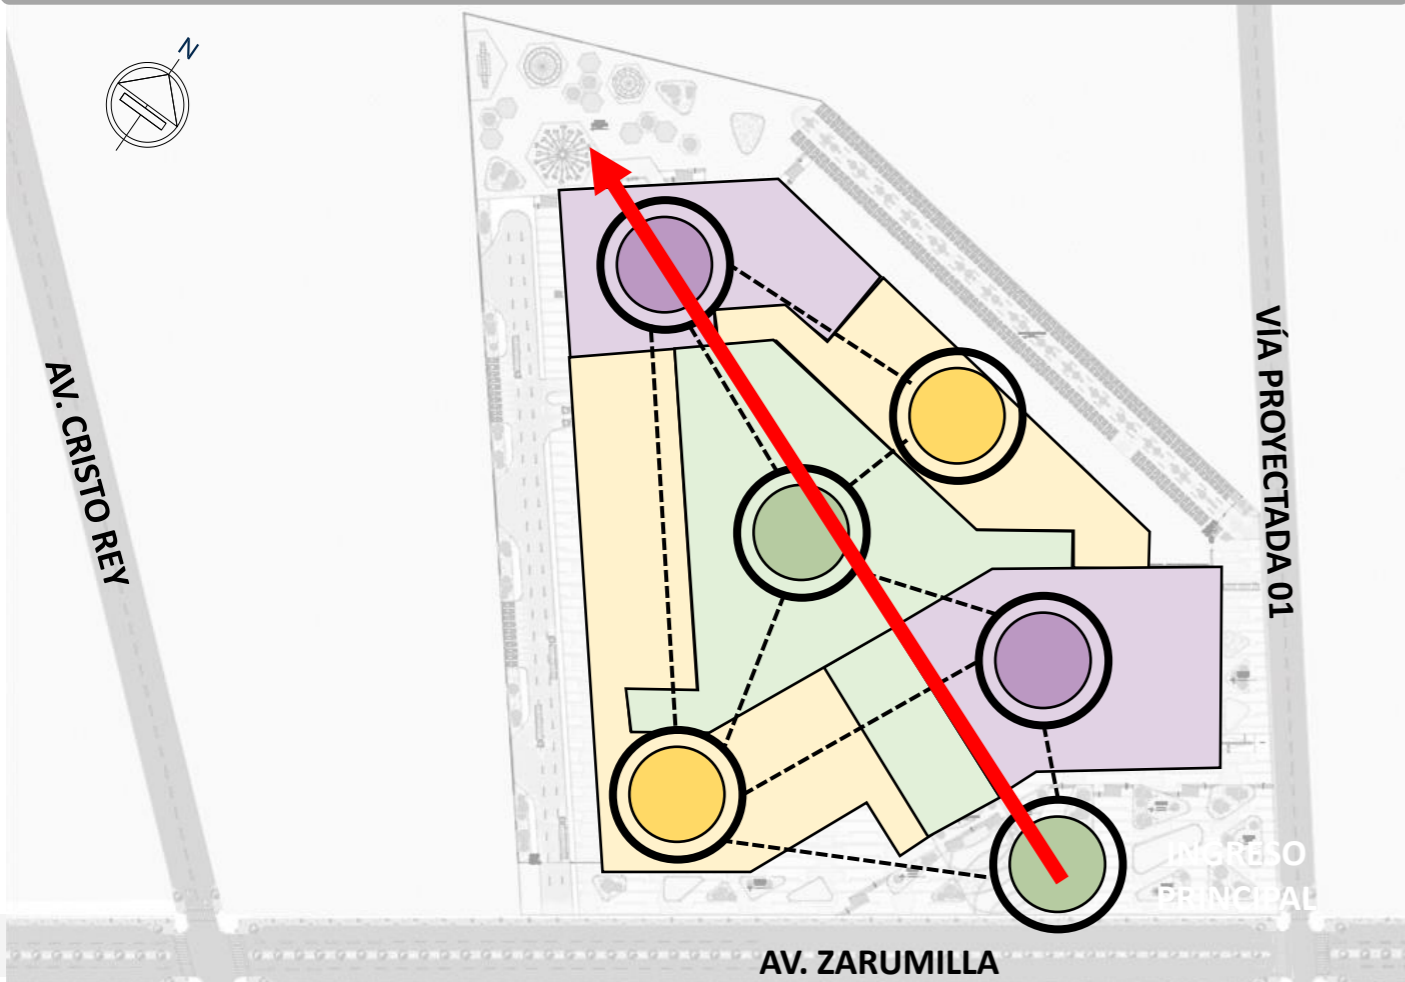 N
AV. CRISTO REY
VÍA PROYECTADA 01
INGRESO
PRINCIPAL
AV. ZARUMILLA